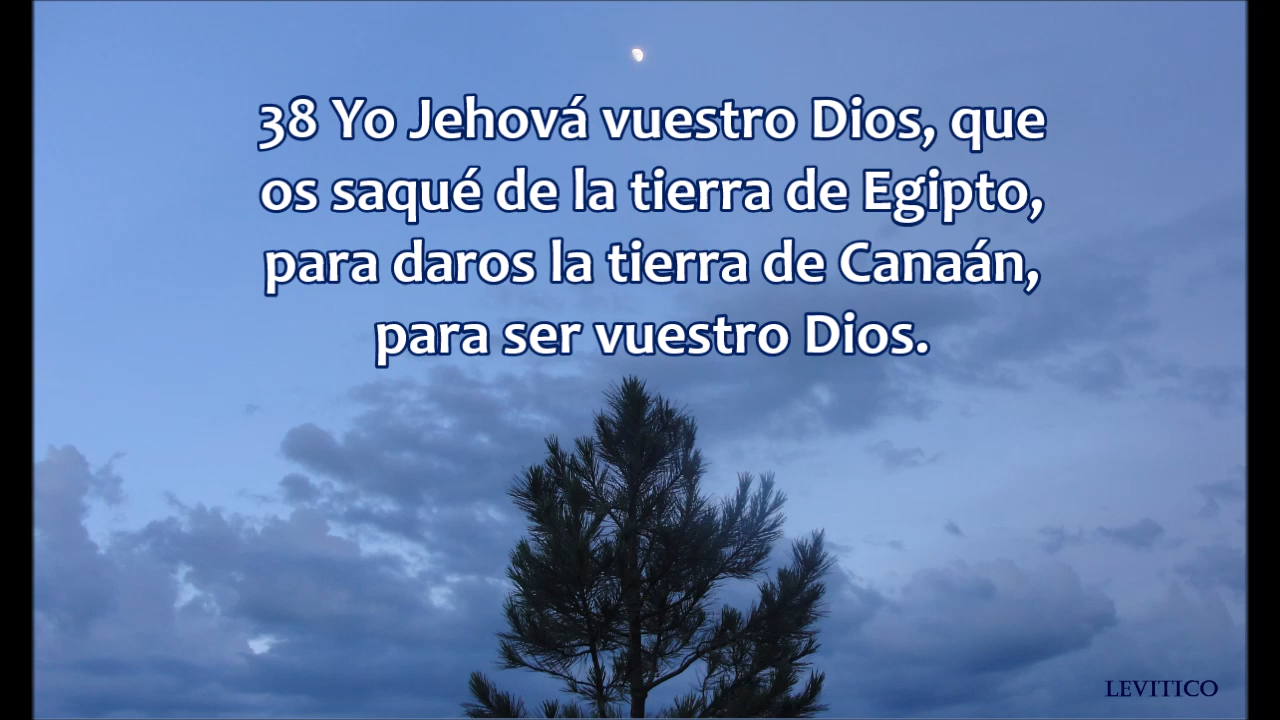 38 Yo Jehová vuestro Dios, que
os saqué de la tierra de Egipto,
para daros la tierra de Canaán,
para ser vuestro Dios.
LEVITICO